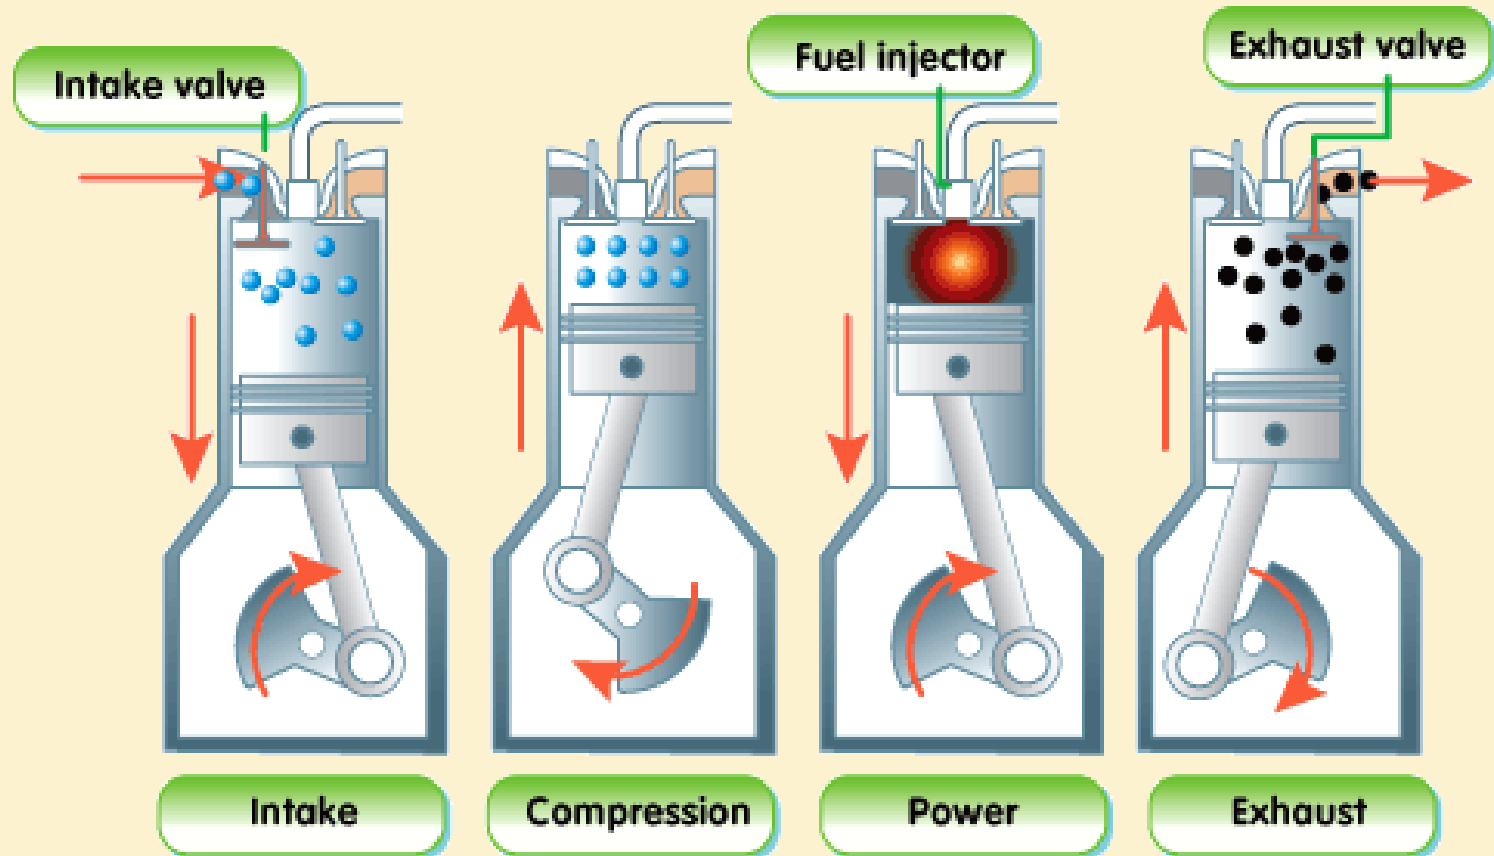 Intake valve
Fuel injector
Exhaust valve
Intake
Compression
Power
Exhaust